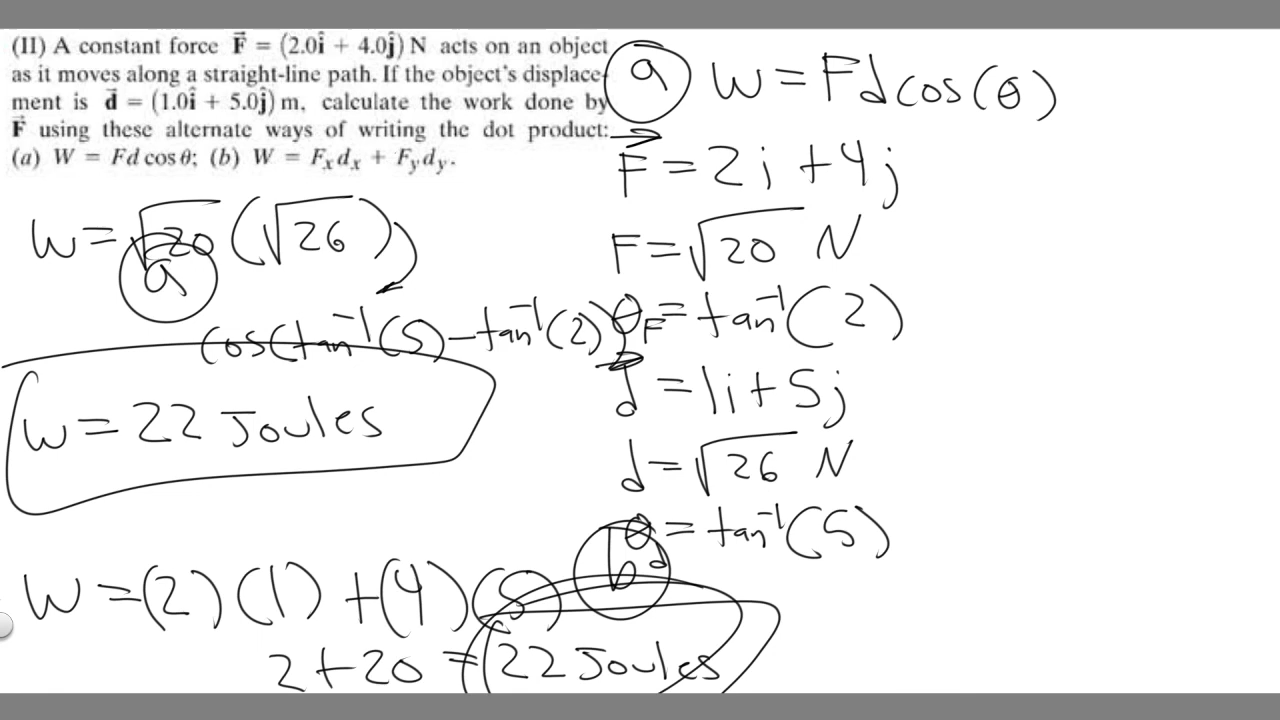 (II) A constant force F⃗ = (2.0î + 4.0ĵ) N acts on an object
as it moves along a straight-line path. If the object's displace-
ment is d⃗ = (1.0î + 5.0ĵ) m, calculate the work done by
F⃗ using these alternate ways of writing the dot product:
(a) W = Fd cos θ; (b) W = Fₓdₓ + F_y d_y.
a W = Fd cos(θ)
F⃗ = 2i + 4j
F = √20 N
θ_F = tan⁻¹(2)
d⃗ = 1i + 5j
d = √26 N
θ_d = tan⁻¹(5)
W = √20 (√26)
a
cos(tan⁻¹(5) - tan⁻¹(2))
W = 22 Joules
b
W = (2)(1) + (4)(5)
2 + 20 = 22 Joules